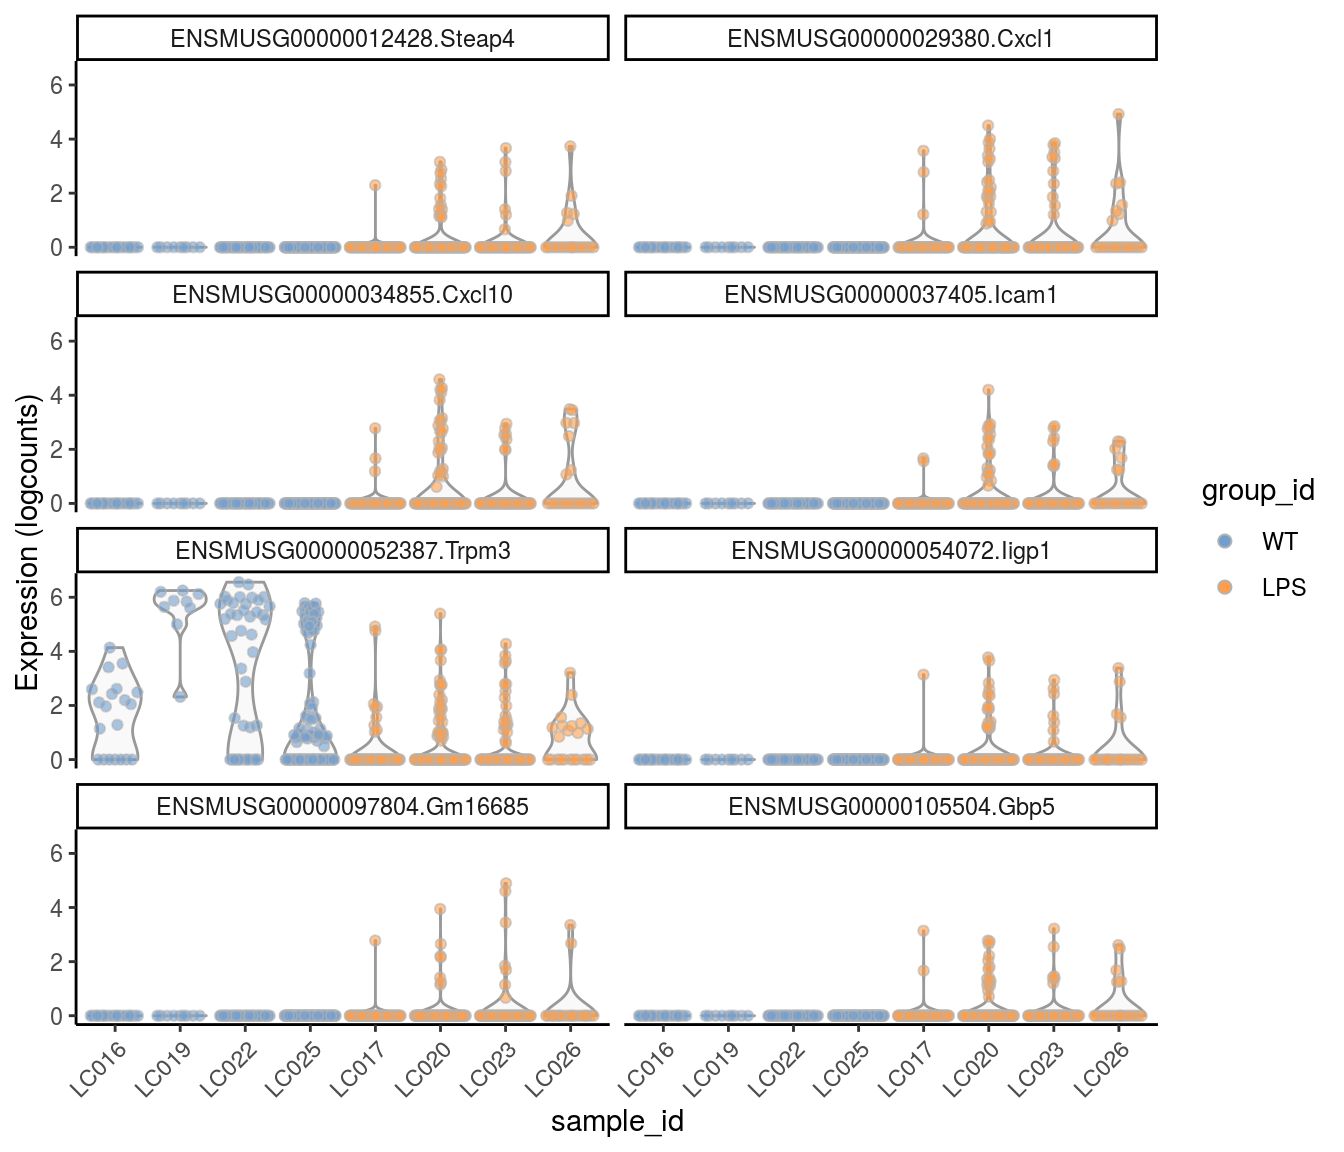 ENSMUSG00000012428.Steap4
ENSMUSG00000029380.Cxcl1
6
4
2
0
ENSMUSG00000034855.Cxcl10
ENSMUSG00000037405.Icam1
6
4
2
0
ENSMUSG00000052387.Trpm3
ENSMUSG00000054072.Iigp1
6
4
2
0
ENSMUSG00000097804.Gm16685
ENSMUSG00000105504.Gbp5
6
4
2
0
Expression (logcounts)
LC016
LC019
LC022
LC025
LC017
LC020
LC023
LC026
LC016
LC019
LC022
LC025
LC017
LC020
LC023
LC026
sample_id
group_id
WT
LPS